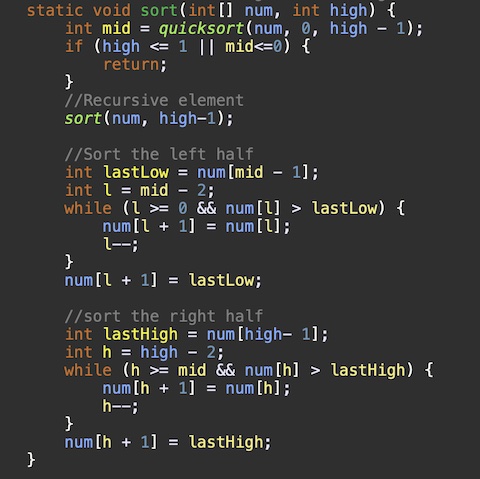 static void sort(int[] num, int high) {
int mid = quicksort(num, 0, high - 1);
if (high <= 1 || mid<=0) {
return;
}
//Recursive element
sort(num, high-1);
//Sort the left half
int lastLow = num[mid - 1];
int l = mid - 2;
while (l >= 0 && num[l] > lastLow) {
num[l + 1] = num[l];
l--;
}
num[l + 1] = lastLow;
//sort the right half
int lastHigh = num[high- 1];
int h = high - 2;
while (h >= mid && num[h] > lastHigh) {
num[h + 1] = num[h];
h--;
}
num[h + 1] = lastHigh;
}